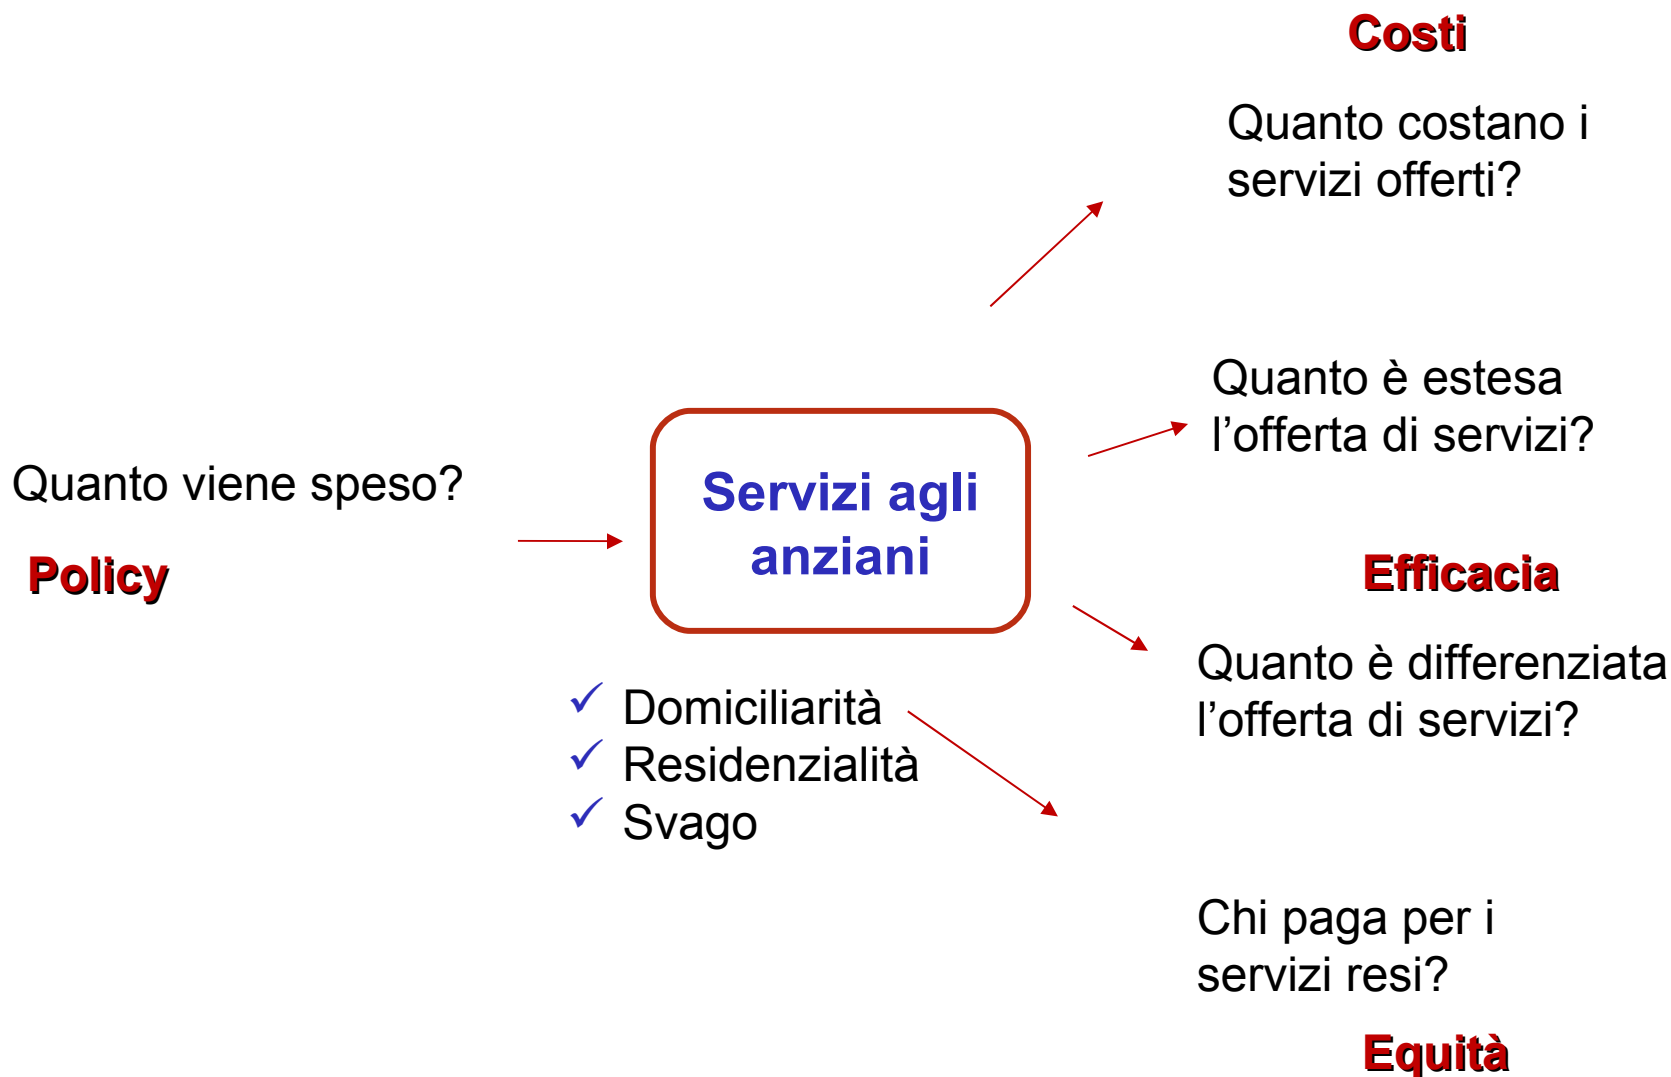 Costi
Quanto costano i
servizi offerti?
Quanto è estesa
l’offerta di servizi?
Quanto viene speso?
Policy
Servizi agli
anziani
Efficacia
Quanto è differenziata
l’offerta di servizi?
Domiciliarità
Residenzialità
Svago
Chi paga per i
servizi resi?
Equità